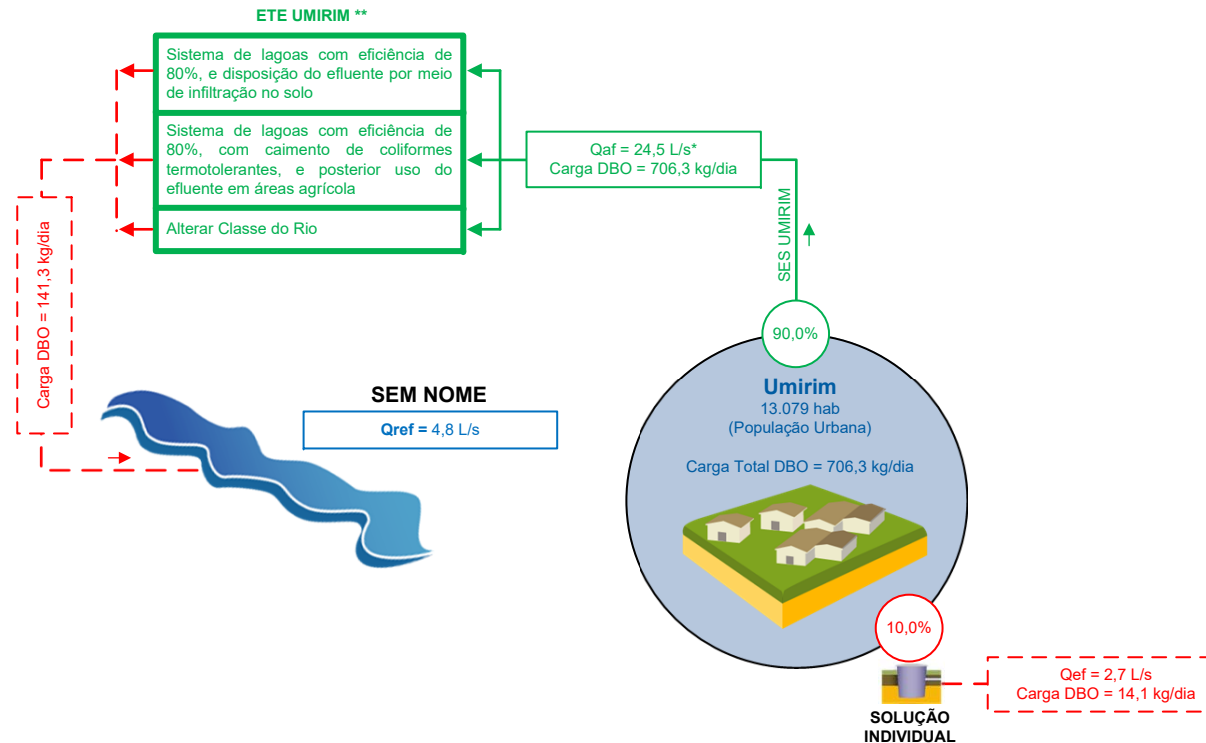 ETE UMIRIM **
Sistema de lagoas com eficiência de
80%, e disposição do efluente por meio
de infiltração no solo
Sistema de lagoas com eficiência de
80%, com caimento de coliformes
termotolerantes, e posterior uso do
efluente em áreas agrícola
Alterar Classe do Rio
Qaf = 24,5 L/s*
Carga DBO = 706,3 kg/dia
SES UMIRIM
Carga DBO = 141,3 kg/dia
90,0%
SEM NOME
Qref = 4,8 L/s
Umirim
13.079 hab
(População Urbana)
Carga Total DBO = 706,3 kg/dia
10,0%
Qef = 2,7 L/s
Carga DBO = 14,1 kg/dia
SOLUÇÃO
INDIVIDUAL